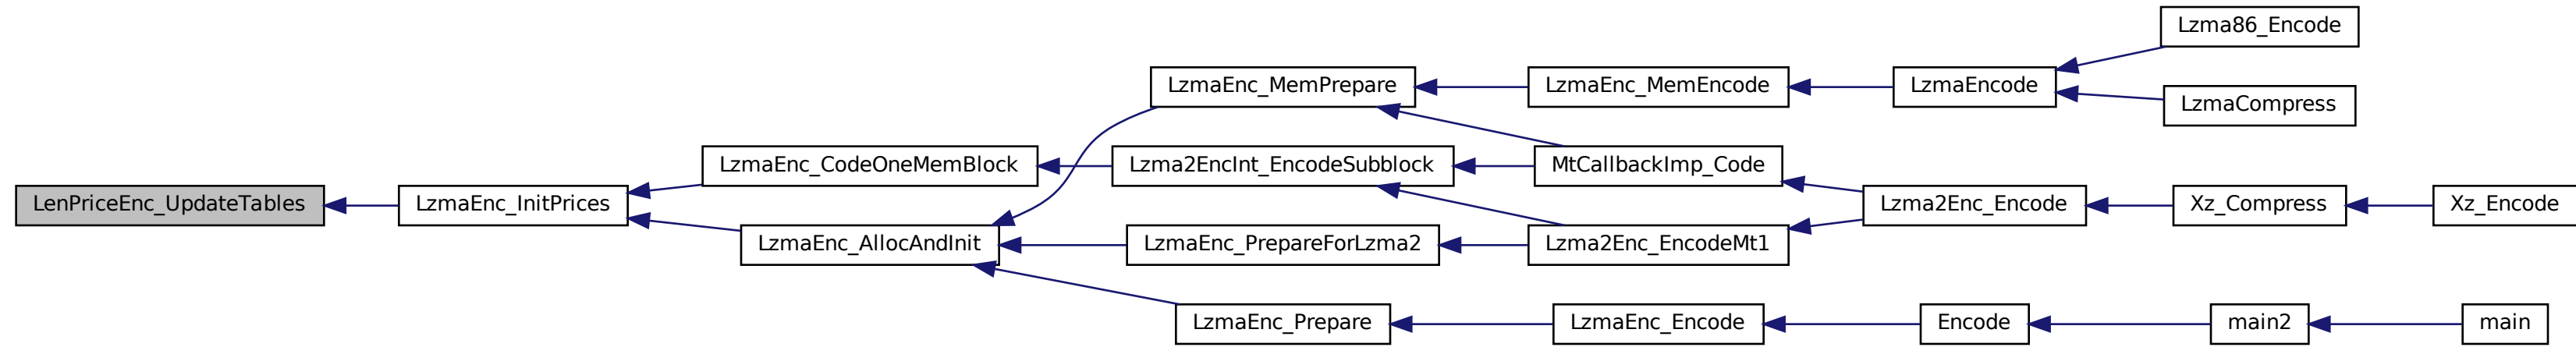 Lzma86_Encode
LzmaEnc_MemPrepare
LzmaEnc_MemEncode
LzmaEncode
LzmaCompress
LzmaEnc_CodeOneMemBlock
Lzma2EncInt_EncodeSubblock
MtCallbackImp_Code
LenPriceEnc_UpdateTables
LzmaEnc_InitPrices
Lzma2Enc_Encode
Xz_Compress
Xz_Encode
LzmaEnc_AllocAndInit
LzmaEnc_PrepareForLzma2
Lzma2Enc_EncodeMt1
LzmaEnc_Prepare
LzmaEnc_Encode
Encode
main2
main